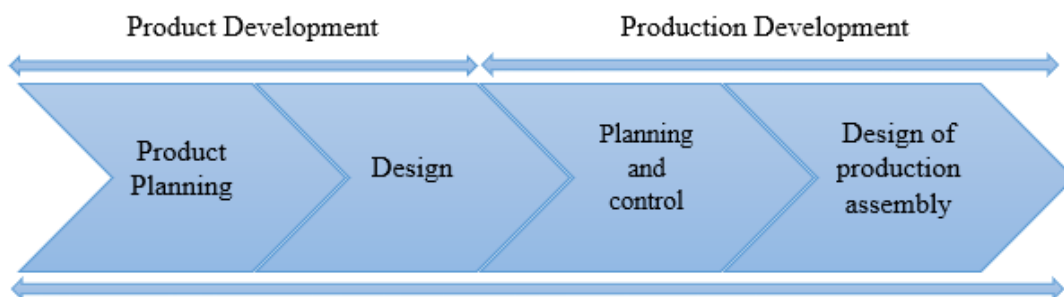 Product Development
Production Development
Product
Planning
Design
Planning
and
control
Design of
production
assembly